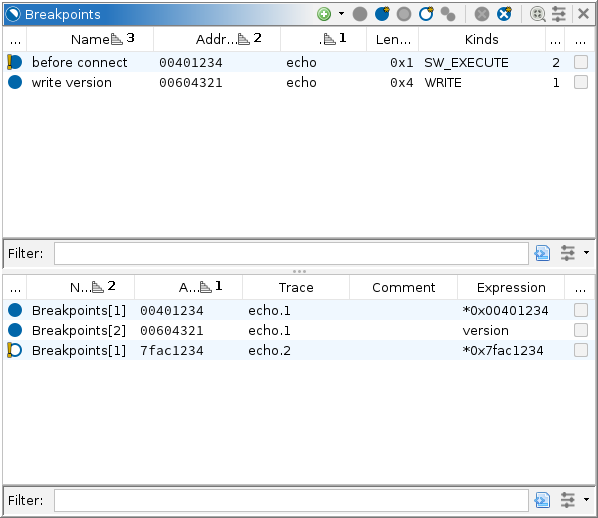 Breakpoints
... Name 3 Addr... 2 . 1 Len... Kinds ... ...
before connect 00401234 echo 0x1 SW_EXECUTE 2
write version 00604321 echo 0x4 WRITE 1
Filter:
... N... 2 A... 1 Trace Comment Expression ...
Breakpoints[1] 00401234 echo.1 *0x00401234
Breakpoints[2] 00604321 echo.1 version
Breakpoints[1] 7fac1234 echo.2 *0x7fac1234
Filter: